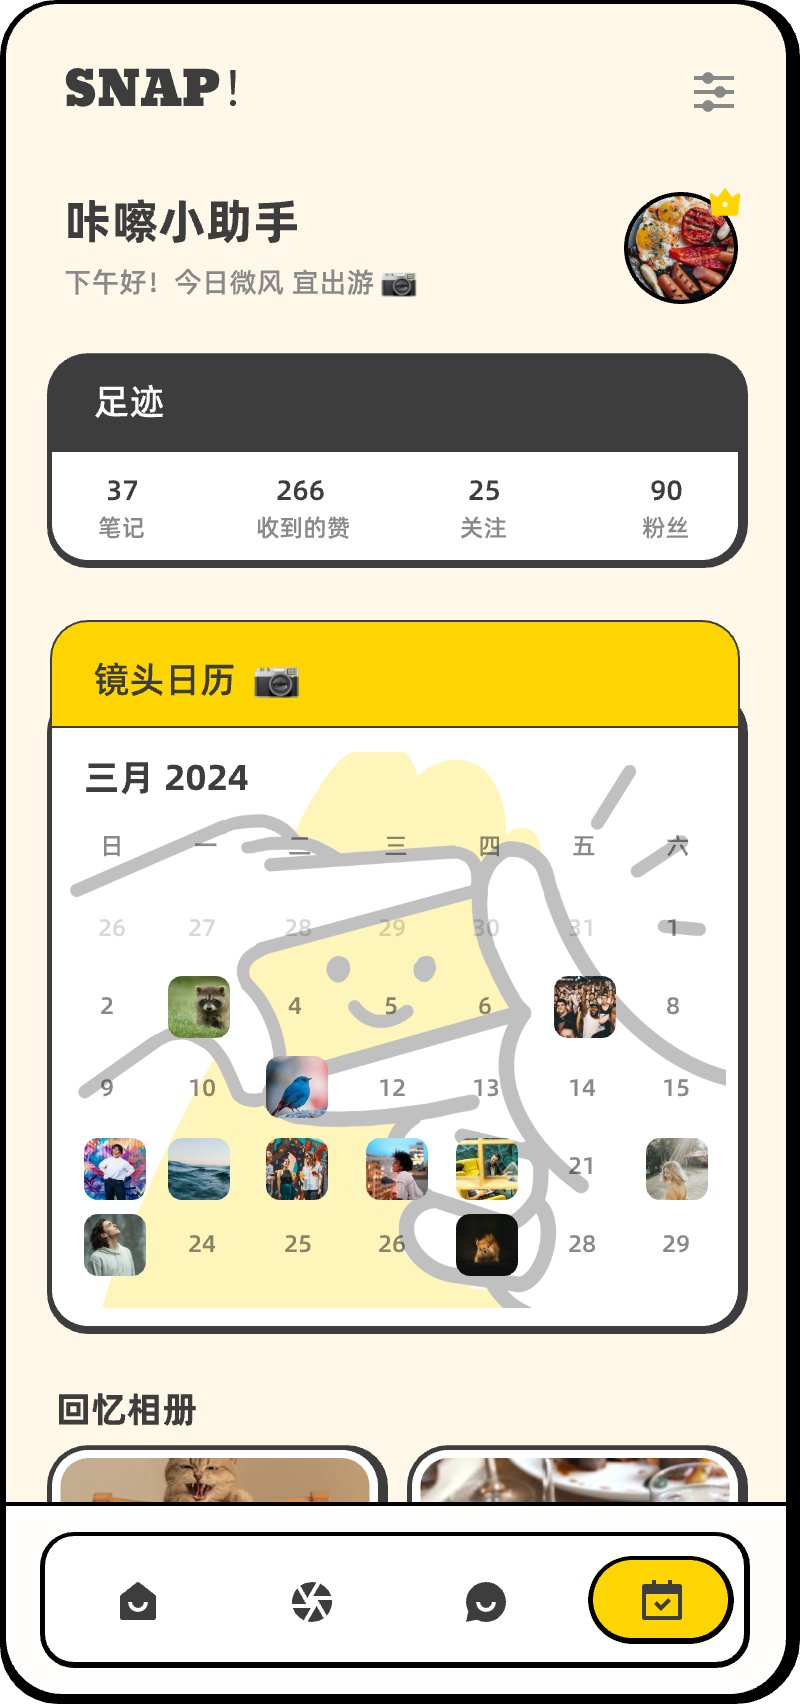 SNAP!
咔嚓小助手
下午好！今日微风 宜出游
足迹
37 266 25 90
笔记 收到的赞 关注 粉丝
镜头日历
三月 2024
日 一 二 三 四 五 六
26 27 28 29 30 31 1
2 4 5 6 8
9 10 12 13 14 15
21
24 25 26 28 29
回忆相册